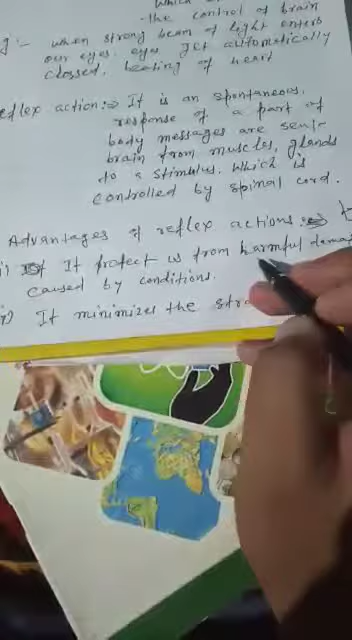 the control of brain
when strong beam of light enters
our eyes. eyes get automatically
closed, beating of heart
reflex action:⇒ It is an spontaneous,
response of a part of
body messages are sent
brain from muscles, glands
to a stimulus. Which is
controlled by spinal cord.
Advantages of reflex actions:⇒
i) It protect us from harmful
caused by conditions.
It minimizes the